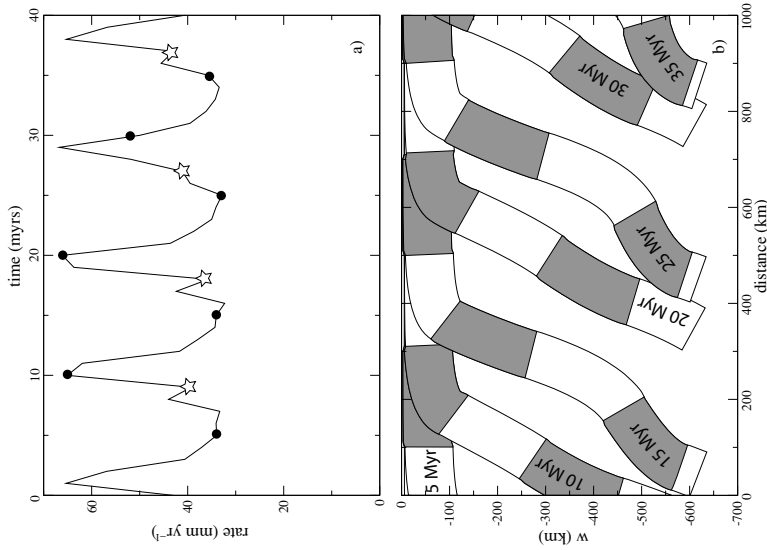 time (myrs)
0
10
20
30
40
a)
60
40
20
0
rate (mm yr⁻¹)
0
-100
-200
-300
-400
-500
-600
-700
w (km)
b)
5 Myr
10 Myr
15 Myr
20 Myr
25 Myr
30 Myr
35 Myr
0
200
400
600
800
1000
distance (km)